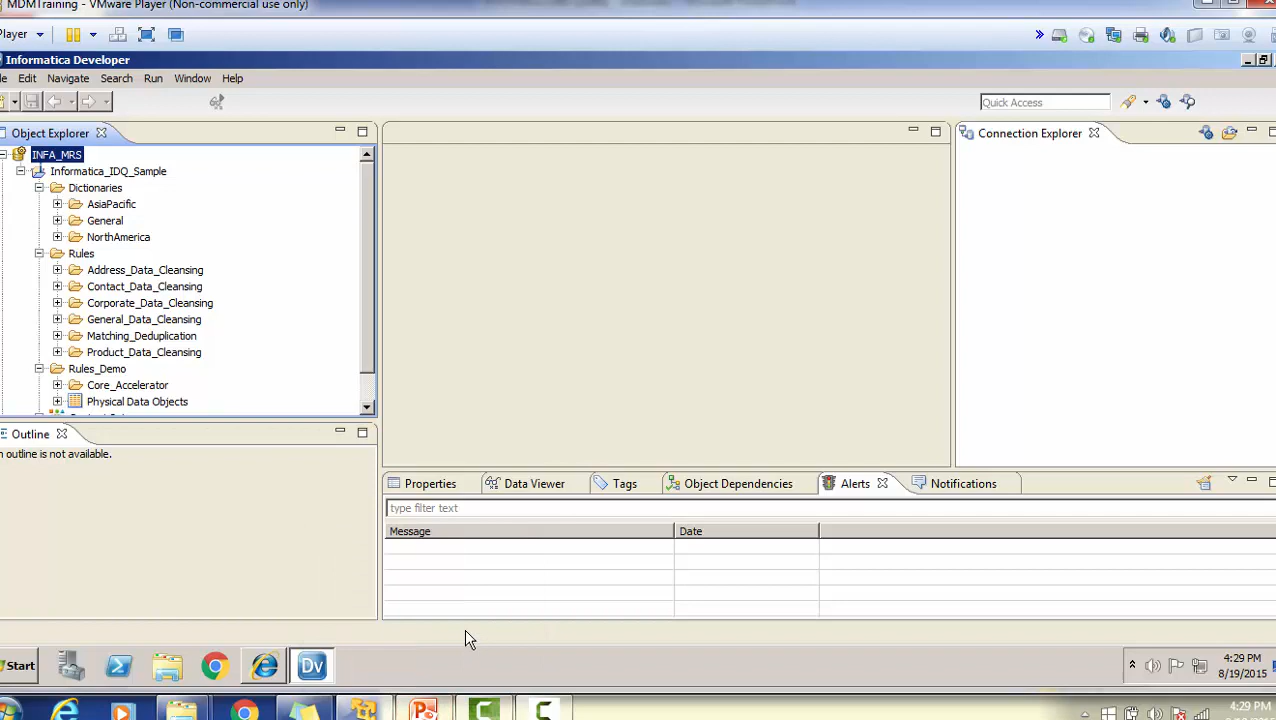 MDMTraining - VMware Player (Non-commercial use only)
Player
Informatica Developer
Edit Navigate Search Run Window Help
Quick Access
Object Explorer
Connection Explorer
INFA_MRS
Informatica_IDQ_Sample
Dictionaries
AsiaPacific
General
NorthAmerica
Rules
Address_Data_Cleansing
Contact_Data_Cleansing
Corporate_Data_Cleansing
General_Data_Cleansing
Matching_Deduplication
Product_Data_Cleansing
Rules_Demo
Core_Accelerator
Physical Data Objects
Outline
n outline is not available.
Properties Data Viewer Tags Object Dependencies Alerts Notifications
type filter text
Message Date
Start
Dv
4:29 PM
8/19/2015
4:29 PM